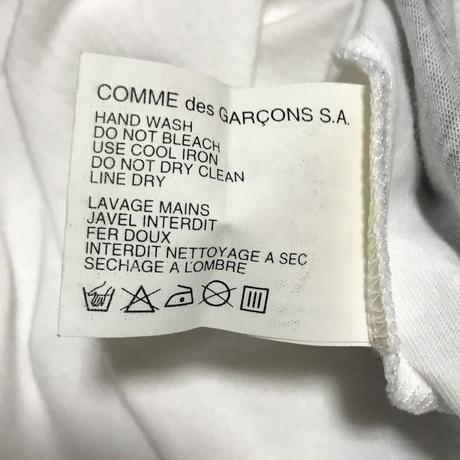 COMME des GARÇONS S.A.
HAND WASH
DO NOT BLEACH
USE COOL IRON
DO NOT DRY CLEAN
LINE DRY
LAVAGE MAINS
JAVEL INTERDIT
FER DOUX
INTERDIT NETTOYAGE A SEC
SECHAGE A L'OMBRE